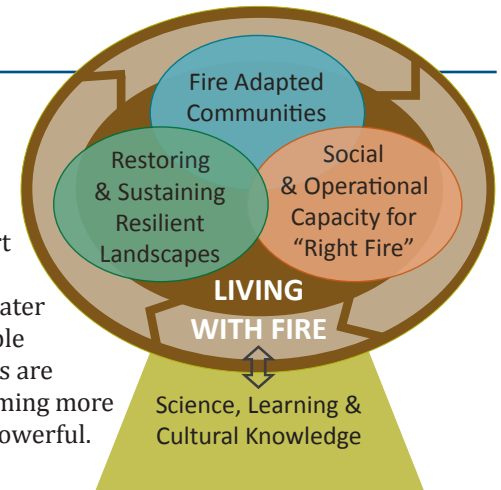 Fire Adapted
Communities
Restoring
& Sustaining
Resilient
Landscapes
Social
& Operational
Capacity for
“Right Fire”
LIVING
WITH FIRE
Science, Learning &
Cultural Knowledge
rt
ater
ple
s are
ming more
owerful.